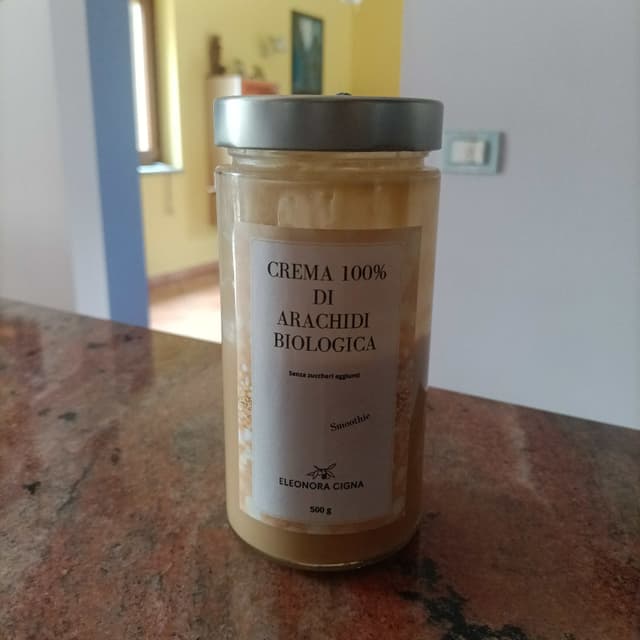 CREMA 100%
DI
ARACHIDI
BIOLOGICA
Senza zuccheri aggiunti
Smoothie
ELEONORA CIGNA
500 g